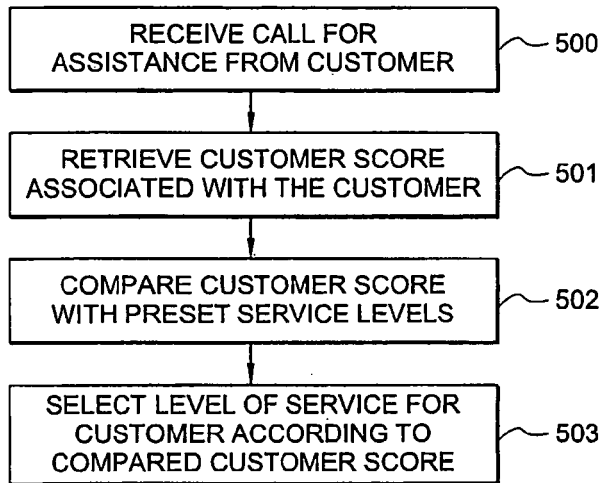 RECEIVE CALL FOR
ASSISTANCE FROM CUSTOMER
500
RETRIEVE CUSTOMER SCORE
ASSOCIATED WITH THE CUSTOMER
501
COMPARE CUSTOMER SCORE
WITH PRESET SERVICE LEVELS
502
SELECT LEVEL OF SERVICE FOR
CUSTOMER ACCORDING TO
COMPARED CUSTOMER SCORE
503